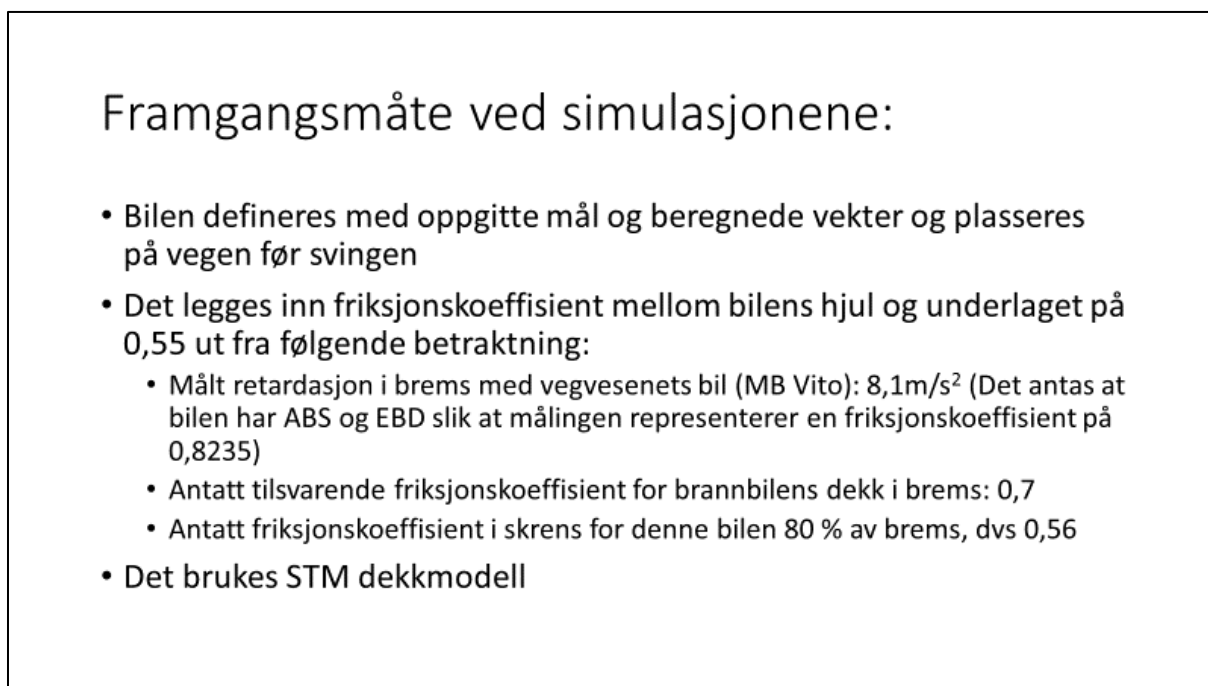 Framgangsmåte ved simulasjonene:
• Bilen defineres med oppgitte mål og beregnede vekter og plasseres
på vegen før svingen
• Det legges inn friksjonskoeffisient mellom bilens hjul og underlaget på
0,55 ut fra følgende betraktning:
• Målt retardasjon i brems med vegvesenets bil (MB Vito): 8,1m/s² (Det antas at
bilen har ABS og EBD slik at målingen representerer en friksjonskoeffisient på
0,8235)
• Antatt tilsvarende friksjonskoeffisient for brannbilens dekk i brems: 0,7
• Antatt friksjonskoeffisient i skrens for denne bilen 80 % av brems, dvs 0,56
• Det brukes STM dekkmodell